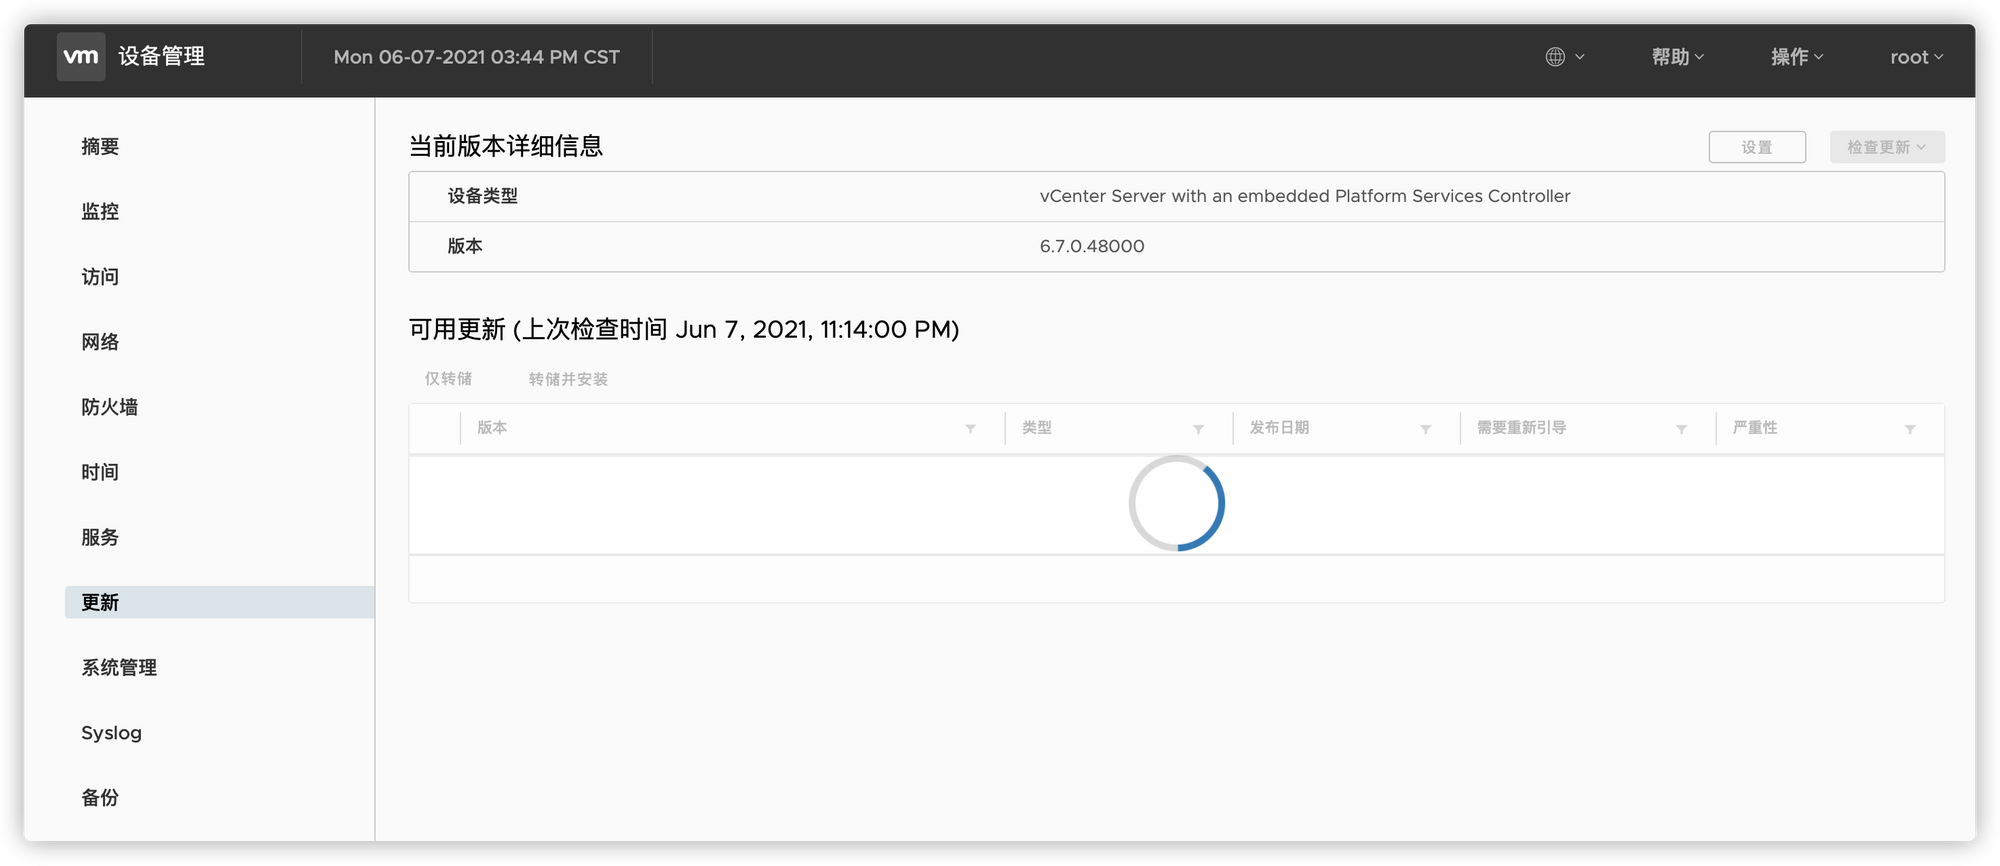 vm 设备管理 Mon 06-07-2021 03:44 PM CST 帮助 操作 root
摘要
监控
访问
网络
防火墙
时间
服务
更新
系统管理
Syslog
备份
当前版本详细信息 设置 检查更新
设备类型 vCenter Server with an embedded Platform Services Controller
版本 6.7.0.48000
可用更新 (上次检查时间 Jun 7, 2021, 11:14:00 PM)
仅转储 转储并安装
版本 类型 发布日期 需要重新引导 严重性